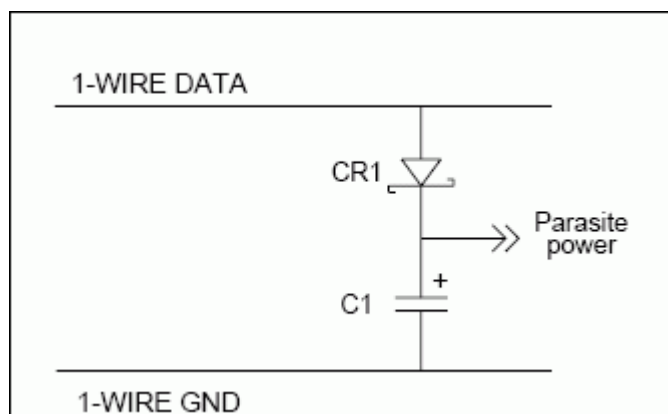 1-WIRE DATA
CR1
Parasite
power
+
C1
1-WIRE GND